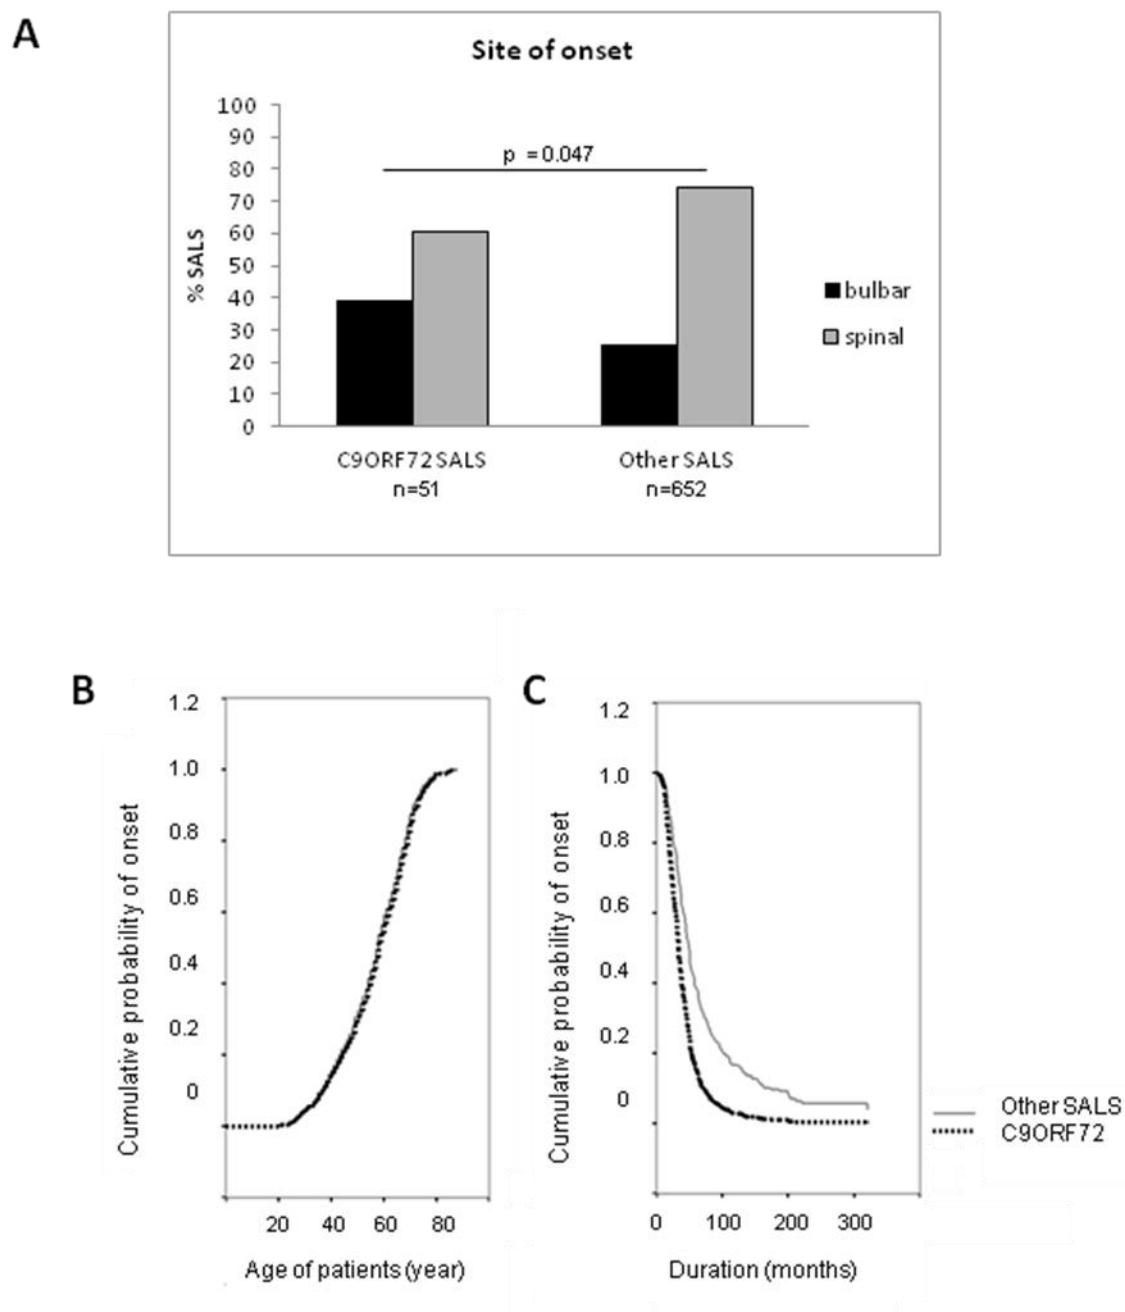 A
Site of onset
100
90
80
70
60
50
40
30
20
10
0
% SALS
p = 0.047
bulbar
spinal
C9ORF72 SALS
n=51
Other SALS
n=652
B
1.2
1.0
0.8
0.6
0.4
0.2
0
Cumulative probability of onset
20 40 60 80
Age of patients (year)
C
1.2
1.0
0.8
0.6
0.4
0.2
0
Cumulative probability of onset
0 100 200 300
Duration (months)
Other SALS
C9ORF72